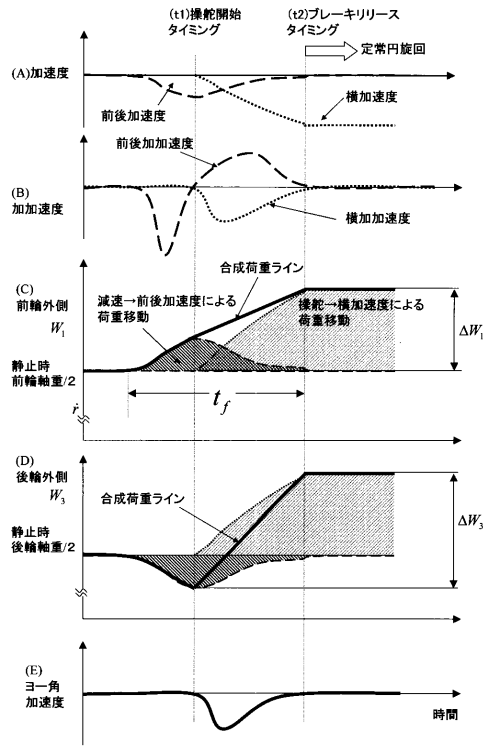 (t1)操舵開始
タイミング
(t2)ブレーキリリース
タイミング
定常円旋回
(A)加速度
前後加速度
横加速度
前後加加速度
(B)
加加速度
横加加速度
(C)
前輪外側
W₁
合成荷重ライン
減速→前後加速度による
荷重移動
操舵→横加速度による
荷重移動
ΔW₁
静止時
前輪軸重/2
t_f
ṙ
(D)
後輪外側
W₃
合成荷重ライン
ΔW₃
静止時
後輪軸重/2
ṙ
(E)
ヨー角
加速度
時間